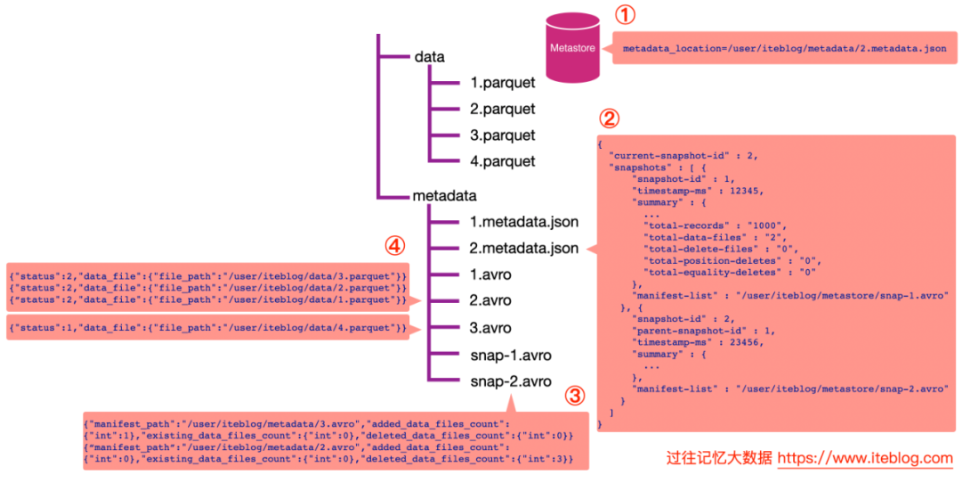 ①
Metastore
metadata_location=/user/iteblog/metadata/2.metadata.json
data
1.parquet
2.parquet
3.parquet
4.parquet
metadata
1.metadata.json
2.metadata.json
1.avro
2.avro
3.avro
snap-1.avro
snap-2.avro
②
{
"current-snapshot-id" : 2,
"snapshots" : [ {
"snapshot-id" : 1,
"timestamp-ms" : 12345,
"summary" : {
...
"total-records" : "1000",
"total-data-files" : "2",
"total-delete-files" : "0",
"total-position-deletes" : "0",
"total-equality-deletes" : "0"
},
"manifest-list" : "/user/iteblog/metastore/snap-1.avro"
}, {
"snapshot-id" : 2,
"parent-snapshot-id" : 1,
"timestamp-ms" : 23456,
"summary" : {
...
},
"manifest-list" : "/user/iteblog/metastore/snap-2.avro"
}
]
}
④
{"status":2,"data_file":{"file_path":"/user/iteblog/data/3.parquet"}}
{"status":2,"data_file":{"file_path":"/user/iteblog/data/2.parquet"}}
{"status":2,"data_file":{"file_path":"/user/iteblog/data/1.parquet"}}
{"status":1,"data_file":{"file_path":"/user/iteblog/data/4.parquet"}}
③
{"manifest_path":"/user/iteblog/metadata/3.avro","added_data_files_count":
{"int":1},"existing_data_files_count":{"int":0},"deleted_data_files_count":{"int":0}}
{"manifest_path":"/user/iteblog/metadata/2.avro","added_data_files_count":
{"int":0},"existing_data_files_count":{"int":0},"deleted_data_files_count":{"int":3}}
过往记忆大数据 https://www.iteblog.com